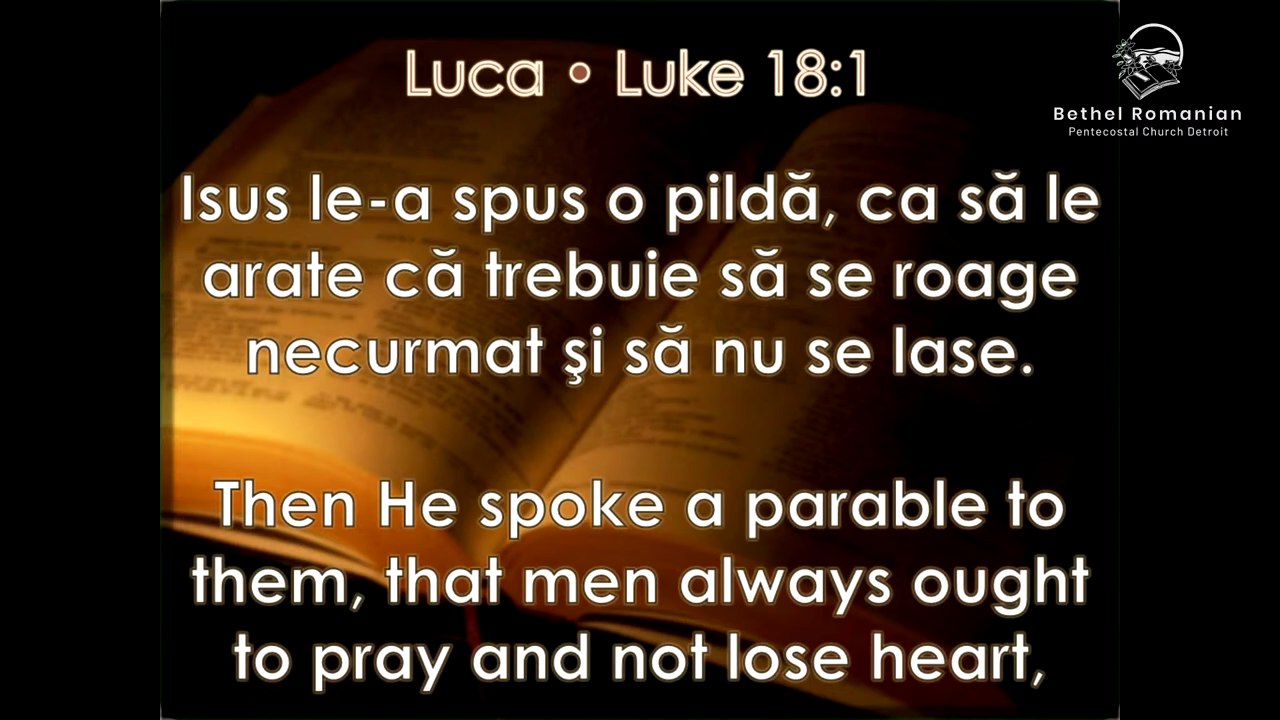 Luca • Luke 18:1
Bethel Romanian
Pentecostal Church Detroit
Isus le-a spus o pildă, ca să le
arate că trebuie să se roage
necurmat şi să nu se lase.
Then He spoke a parable to
them, that men always ought
to pray and not lose heart,